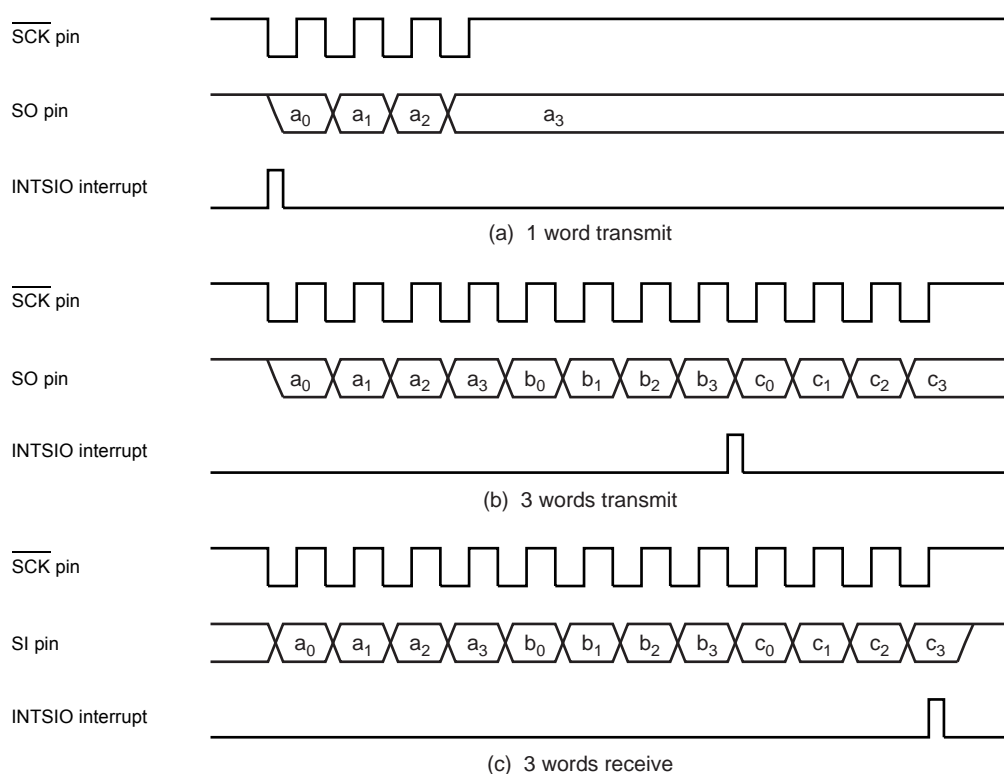 SCK pin
SO pin
a0 a1 a2 a3
INTSIO interrupt
(a) 1 word transmit
SCK pin
SO pin
a0 a1 a2 a3 b0 b1 b2 b3 c0 c1 c2 c3
INTSIO interrupt
(b) 3 words transmit
SCK pin
SI pin
a0 a1 a2 a3 b0 b1 b2 b3 c0 c1 c2 c3
INTSIO interrupt
(c) 3 words receive